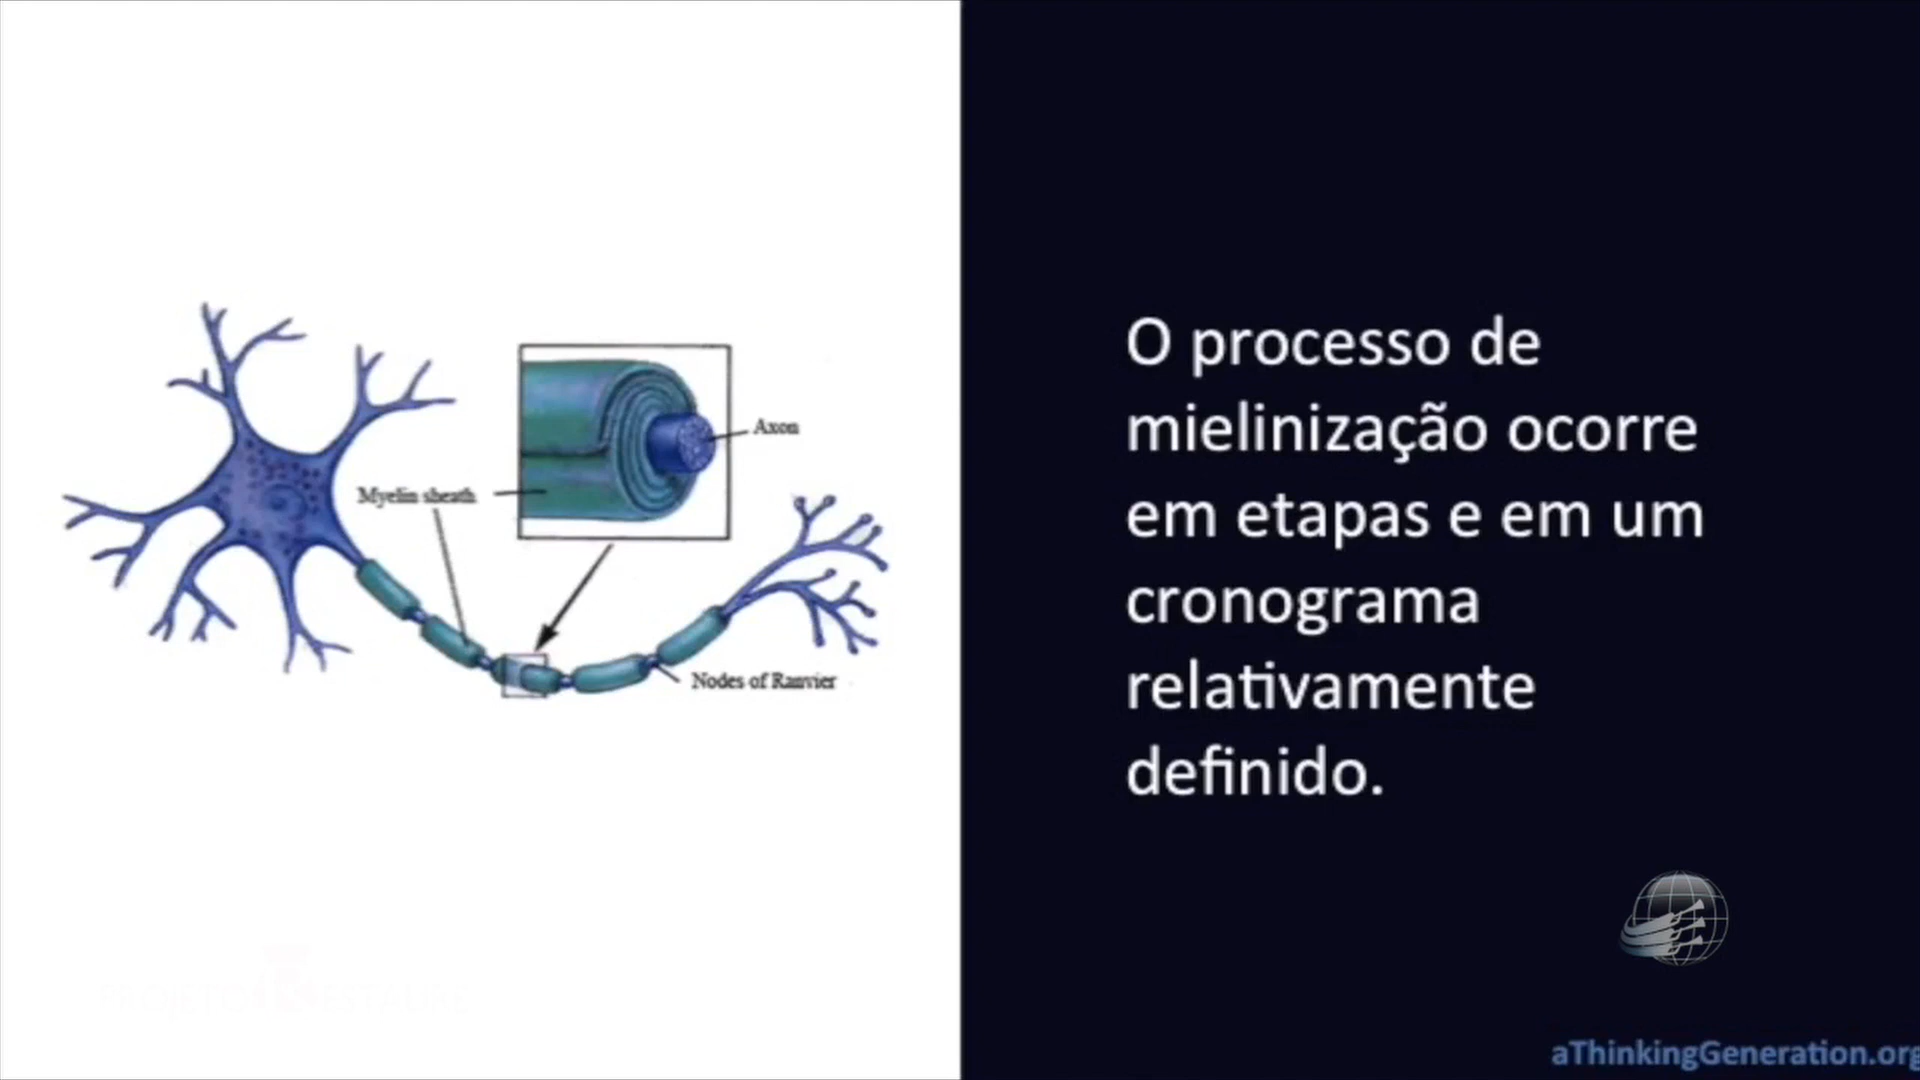 Axon
Myelin sheath
Nodes of Ranvier
O processo de
mielinização ocorre
em etapas e em um
cronograma
relativamente
definido.
aThinkingGeneration.org